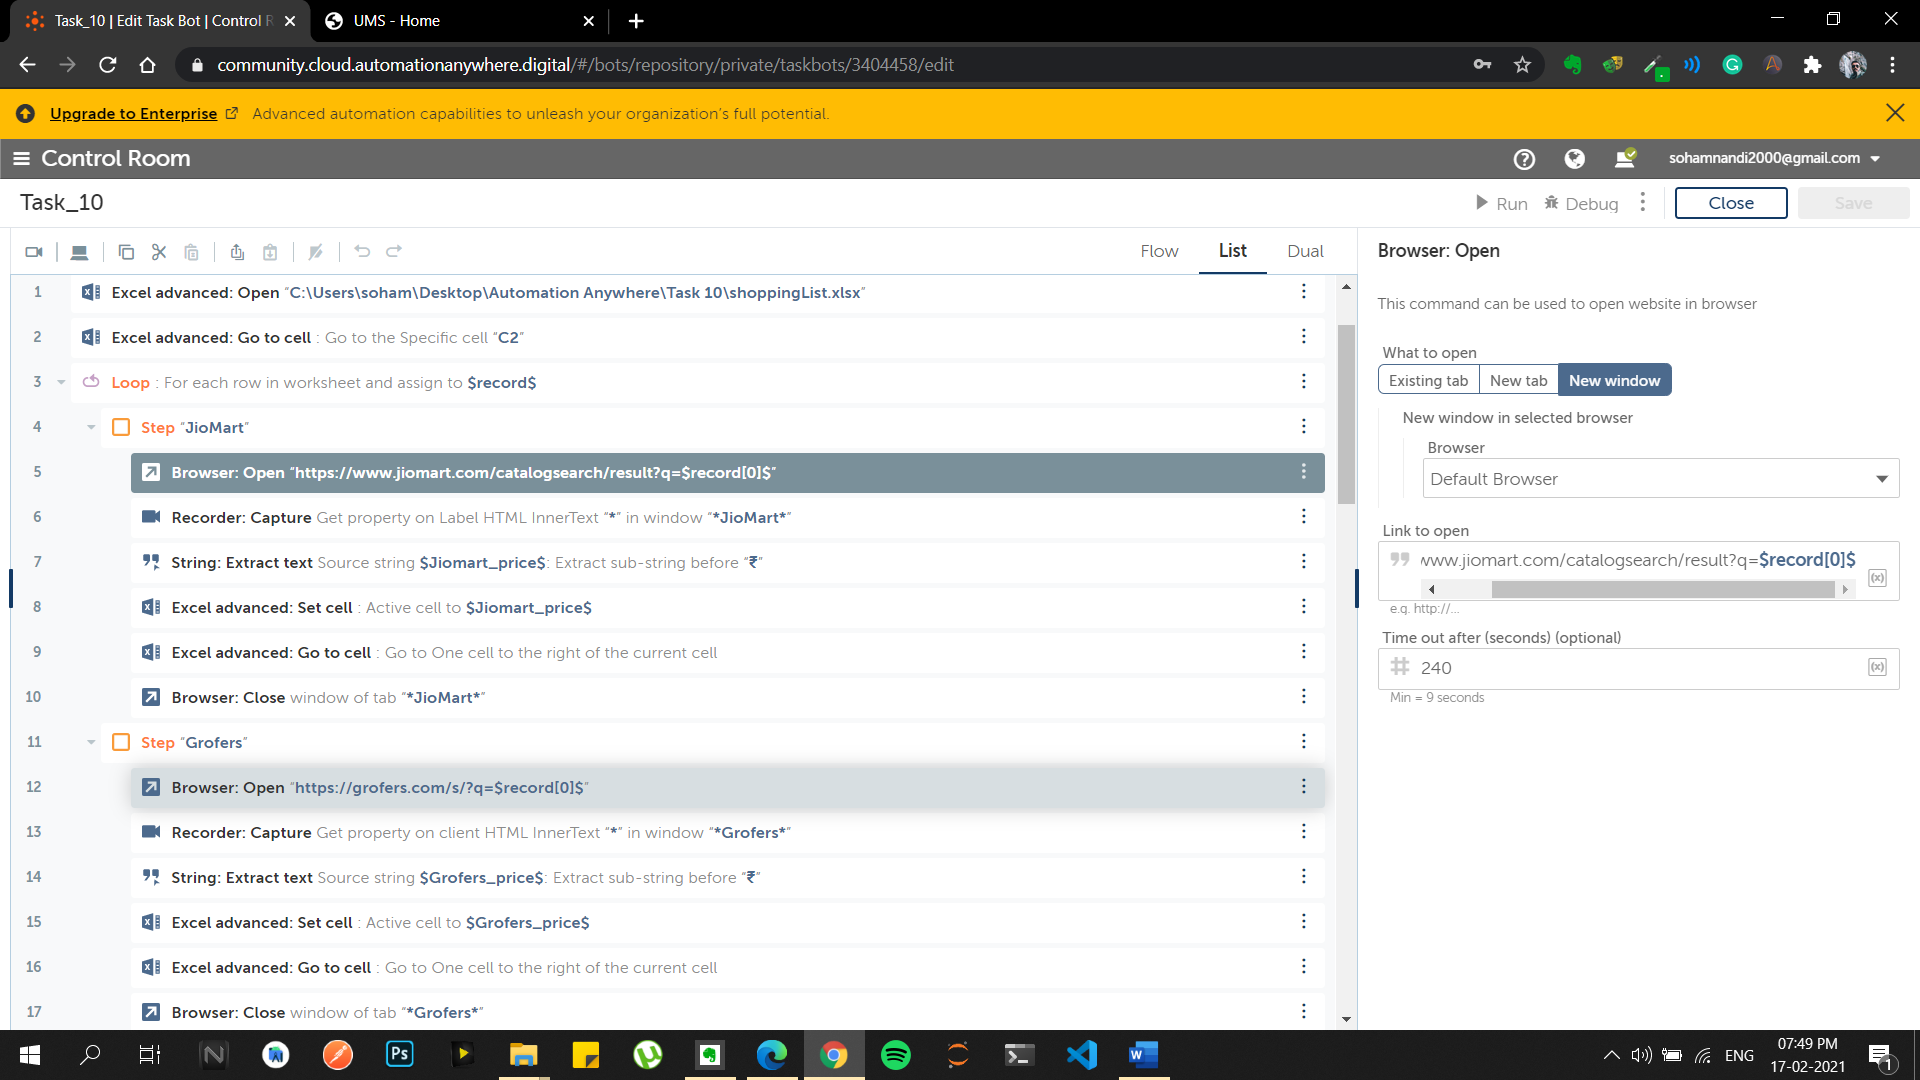 Task_10 | Edit Task Bot | Control R
UMS - Home
community.cloud.automationanywhere.digital/#/bots/repository/private/taskbots/3404458/edit
Upgrade to Enterprise Advanced automation capabilities to unleash your organization's full potential.
Control Room
sohamnandi2000@gmail.com
Task_10
Run Debug Close Save
Flow List Dual
1 Excel advanced: Open “C:\Users\soham\Desktop\Automation Anywhere\Task 10\shoppingList.xlsx”
2 Excel advanced: Go to cell : Go to the Specific cell “C2”
3 Loop : For each row in worksheet and assign to $record$
4 Step “JioMart”
5 Browser: Open “https://www.jiomart.com/catalogsearch/result?q=$record[0]$”
6 Recorder: Capture Get property on Label HTML InnerText “*” in window “*JioMart*”
7 String: Extract text Source string $Jiomart_price$: Extract sub-string before “₹”
8 Excel advanced: Set cell : Active cell to $Jiomart_price$
9 Excel advanced: Go to cell : Go to One cell to the right of the current cell
10 Browser: Close window of tab “*JioMart*”
11 Step “Grofers”
12 Browser: Open “https://grofers.com/s/?q=$record[0]$”
13 Recorder: Capture Get property on client HTML InnerText “*” in window “*Grofers*”
14 String: Extract text Source string $Grofers_price$: Extract sub-string before “₹”
15 Excel advanced: Set cell : Active cell to $Grofers_price$
16 Excel advanced: Go to cell : Go to One cell to the right of the current cell
17 Browser: Close window of tab “*Grofers*”
Browser: Open
This command can be used to open website in browser
What to open
Existing tab New tab New window
New window in selected browser
Browser
Default Browser
Link to open
www.jiomart.com/catalogsearch/result?q=$record[0]$
(x)
e.g. http://...
Time out after (seconds) (optional)
240
(x)
Min = 9 seconds
ENG
07:49 PM
17-02-2021
1